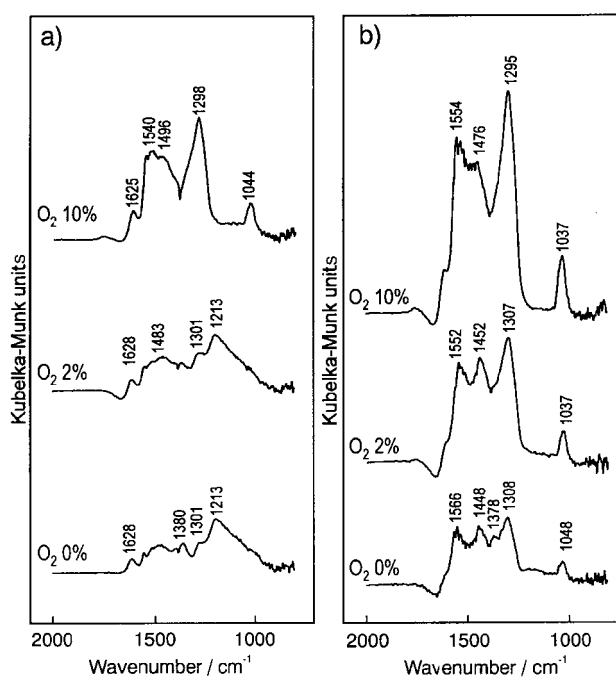 a)
Kubelka-Munk units
O₂ 10%
1625
1540
1496
1298
1044
O₂ 2%
1628
1483
1301
1213
O₂ 0%
1628
1380
1301
1213
2000 1500 1000
Wavenumber / cm⁻¹
b)
Kubelka-Munk units
O₂ 10%
1554
1476
1295
1037
O₂ 2%
1552
1452
1307
1037
O₂ 0%
1566
1448
1378
1308
1048
2000 1500 1000
Wavenumber / cm⁻¹